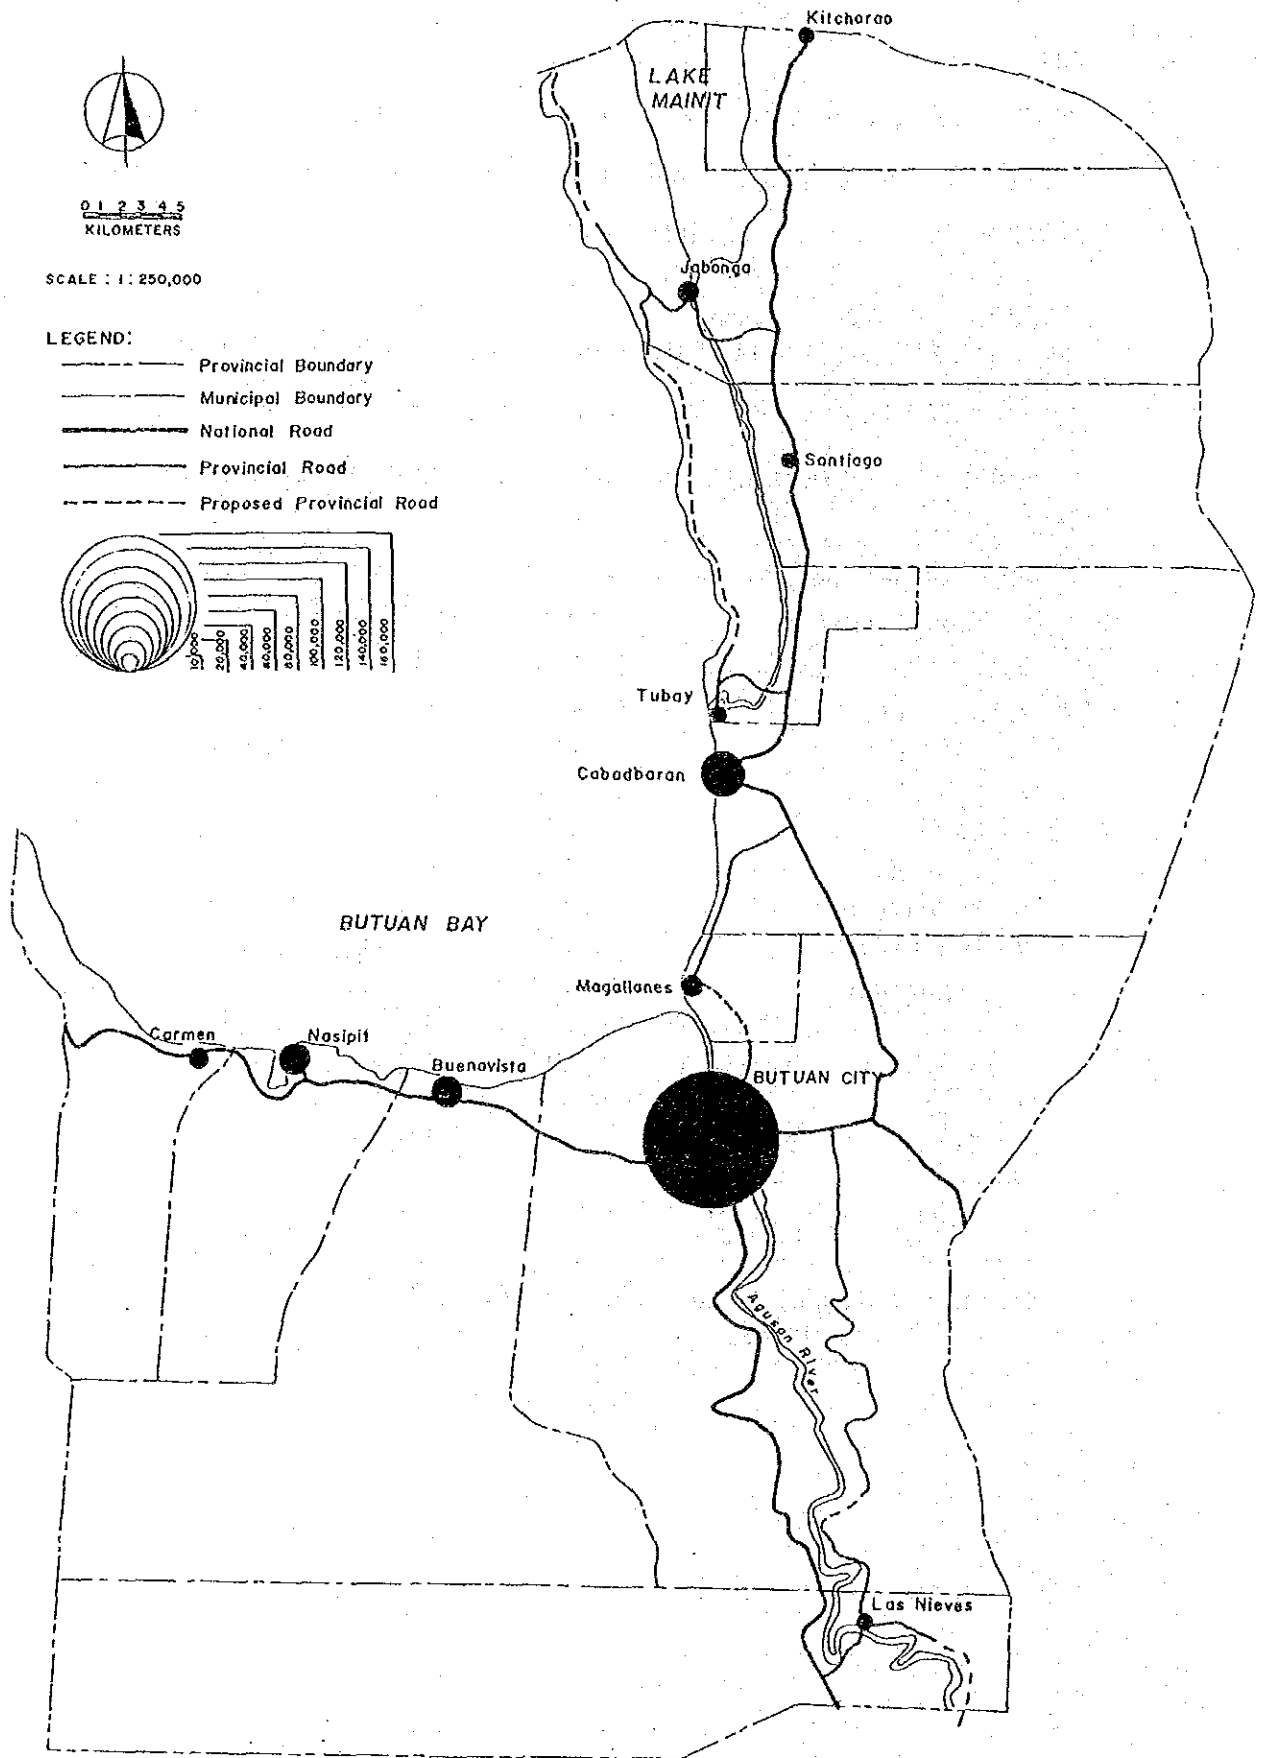 Kitcharao
LAKE
MAINIT
0 1 2 3 4 5
KILOMETERS
SCALE : 1 : 250,000
Jabonga
LEGEND:
Provincial Boundary
Municipal Boundary
National Road
Provincial Road
Proposed Provincial Road
Santiago
10,000
20,000
40,000
60,000
80,000
100,000
120,000
140,000
160,000
Tubay
Cabadbaran
BUTUAN BAY
Magallanes
Carmen
Nasipit
Buenavista
BUTUAN CITY
Agusan River
Las Nieves